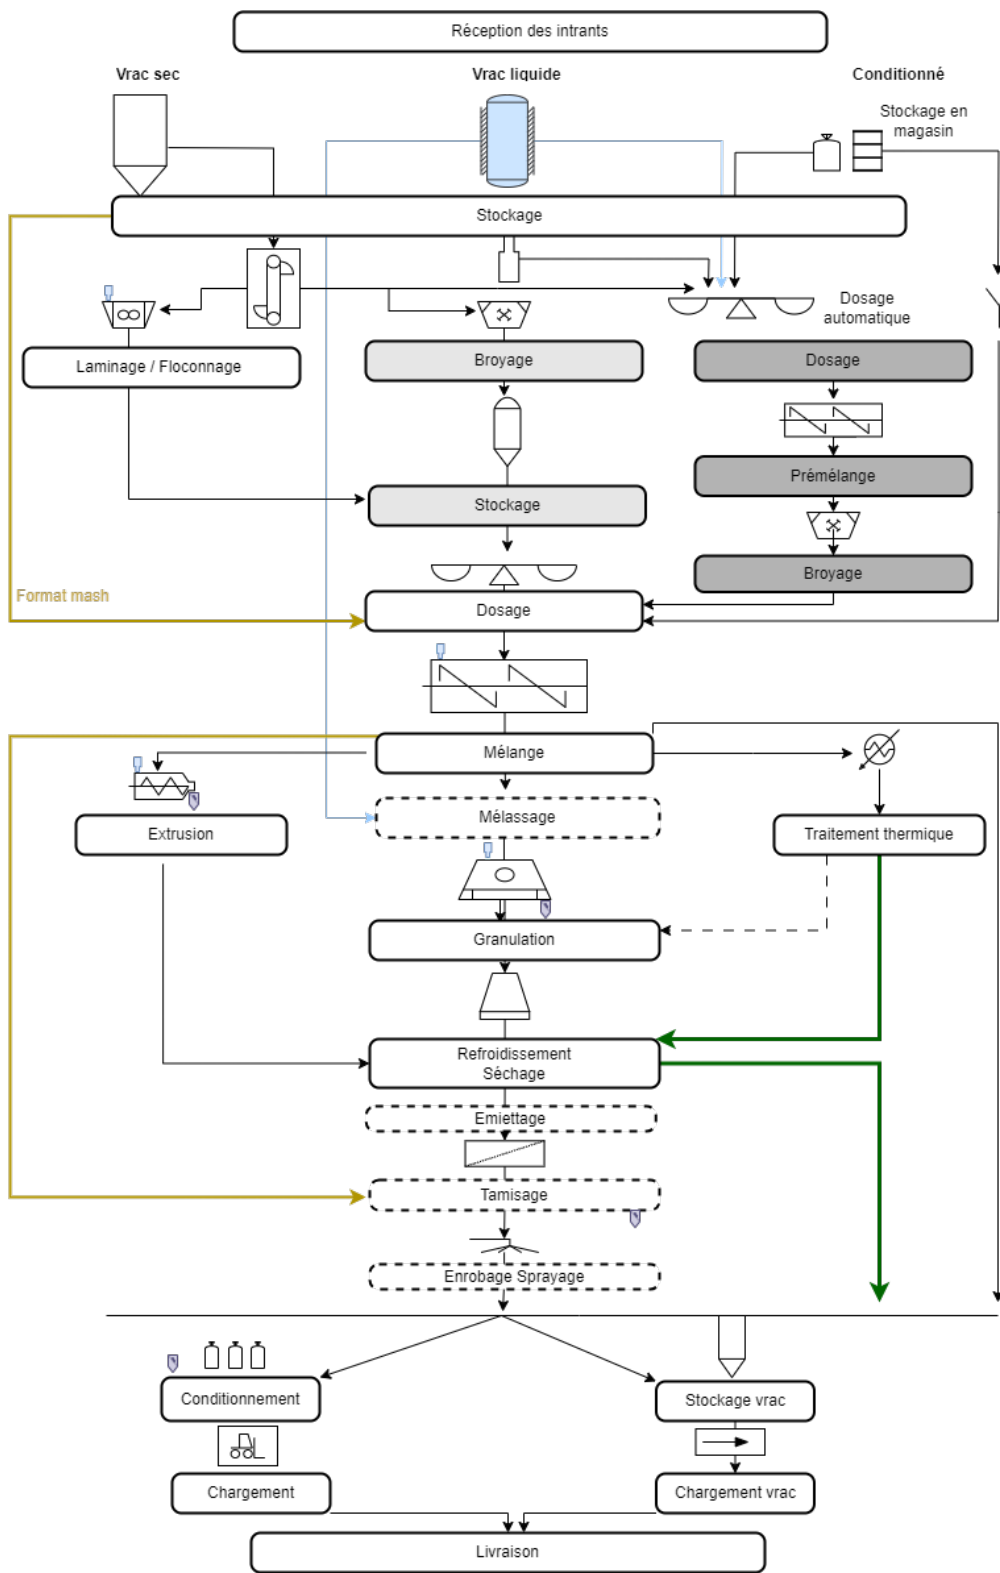 Réception des intrants
Vrac sec
Vrac liquide
Conditionné
Stockage en
magasin
Stockage
Dosage
automatique
Laminage / Floconnage
Broyage
Dosage
Prémélange
Stockage
Broyage
Format mash
Dosage
Mélange
Mélassage
Extrusion
Traitement thermique
Granulation
Refroidissement
Séchage
Emiettage
Tamisage
Enrobage Sprayage
Conditionnement
Stockage vrac
Chargement
Chargement vrac
Livraison